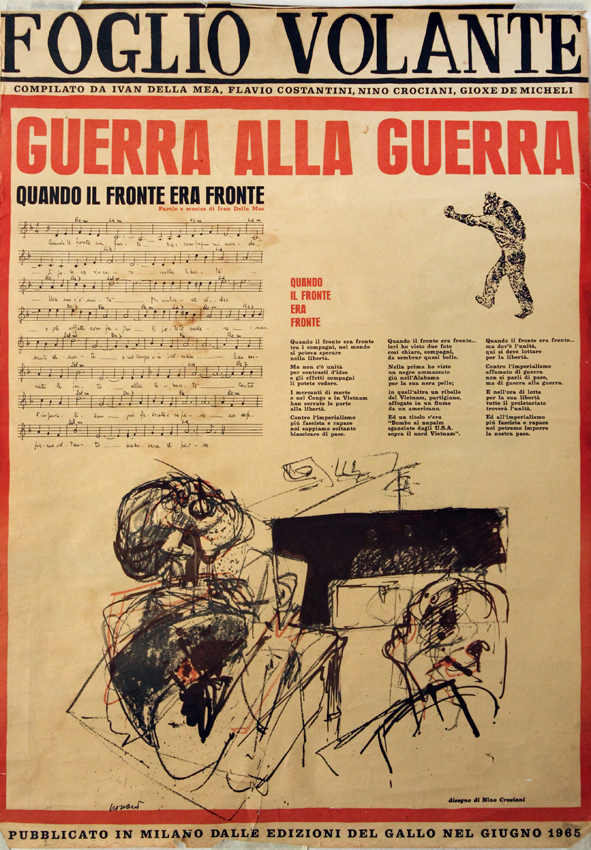 FOGLIO VOLANTE
COMPILATO DA IVAN DELLA MEA, FLAVIO COSTANTINI, NINO CROCIANI, GIOXE DE MICHELI
GUERRA ALLA GUERRA
QUANDO IL FRONTE ERA FRONTE
Parole e musica di Ivan Della Mea
QUANDO
IL FRONTE
ERA
FRONTE
Quando il fronte era fronte
tra i compagni, nel mondo
si poteva sperare
nella libertà.
Ma non c'è unità
per contrasti d'idee
e gli effetti compagni
li potete vedere.
I mercanti di morte
e nel Congo e in Vietnam
han serrato le porte
alla libertà.
Contro l'imperialismo
più fascista e rapace
noi sappiamo soltanto
blaterare di pace.
Quando il fronte era fronte...
ieri ho visto due foto
così chiare, compagni,
da sembrar quasi belle.
Nella prima ho visto
un negro ammazzato
giù nell'Alabama
per la sua nera pelle;
in quell'altra un ribelle
del Vietnam, partigiano,
affogato in un fiume
da un americano.
Ed un titolo c'era
"Bombe al napalm
sganciate dagli U.S.A.
sopra il nord Vietnam".
Quando il fronte era fronte...
ma dov'è l'unità,
qui si deve lottare
per la libertà.
Contro l'imperialismo
affamato di guerra
non si parli di pace,
ma di guerra alla guerra.
E nell'ora di lotta
per la sua libertà
tutto il proletariato
troverà l'unità.
Ed all'imperialismo
più fascista e rapace
noi potremo imporre
la nostra pace.
disegno di Nino Crociani
PUBBLICATO IN MILANO DALLE EDIZIONI DEL GALLO NEL GIUGNO 1965